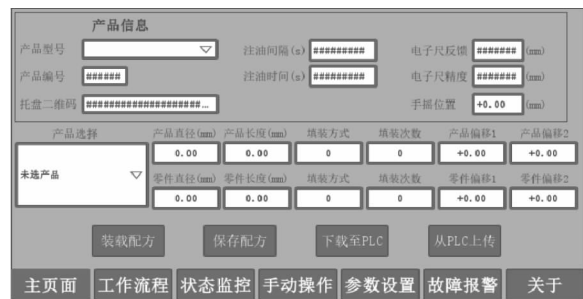 产品信息
产品型号 注油间隔(s) ######### 电子尺反馈 ####### (mm)
产品编号 ###### 注油时间(s) ######### 电子尺精度 ####### (mm)
托盘二维码 ####################... 手摇位置 +0.00 (mm)
产品选择 产品直径(mm) 产品长度(mm) 填装方式 填装次数 产品偏移1 产品偏移2
0.00 0.00 0 0 +0.00 +0.00
未选产品 零件直径(mm) 零件长度(mm) 填装方式 填装次数 零件偏移1 零件偏移2
0.00 0.00 0 0 +0.00 +0.00
装载配方 保存配方 下载至PLC 从PLC上传
主页面 工作流程 状态监控 手动操作 参数设置 故障报警 关于